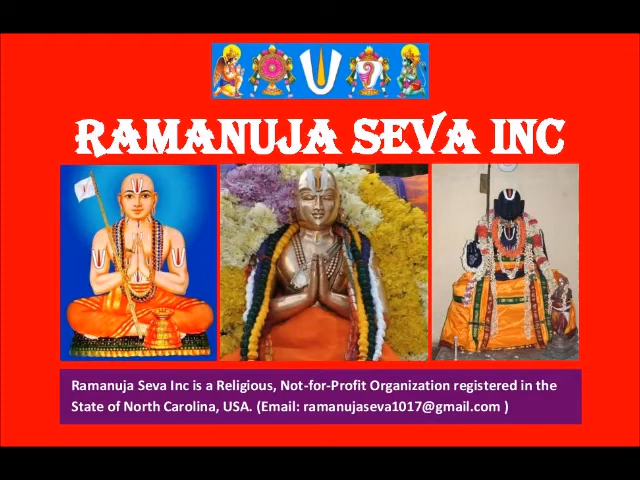 RAMANUJA SEVA INC
Ramanuja Seva Inc is a Religious, Not-for-Profit Organization registered in the
State of North Carolina, USA. (Email: ramanujaseva1017@gmail.com )